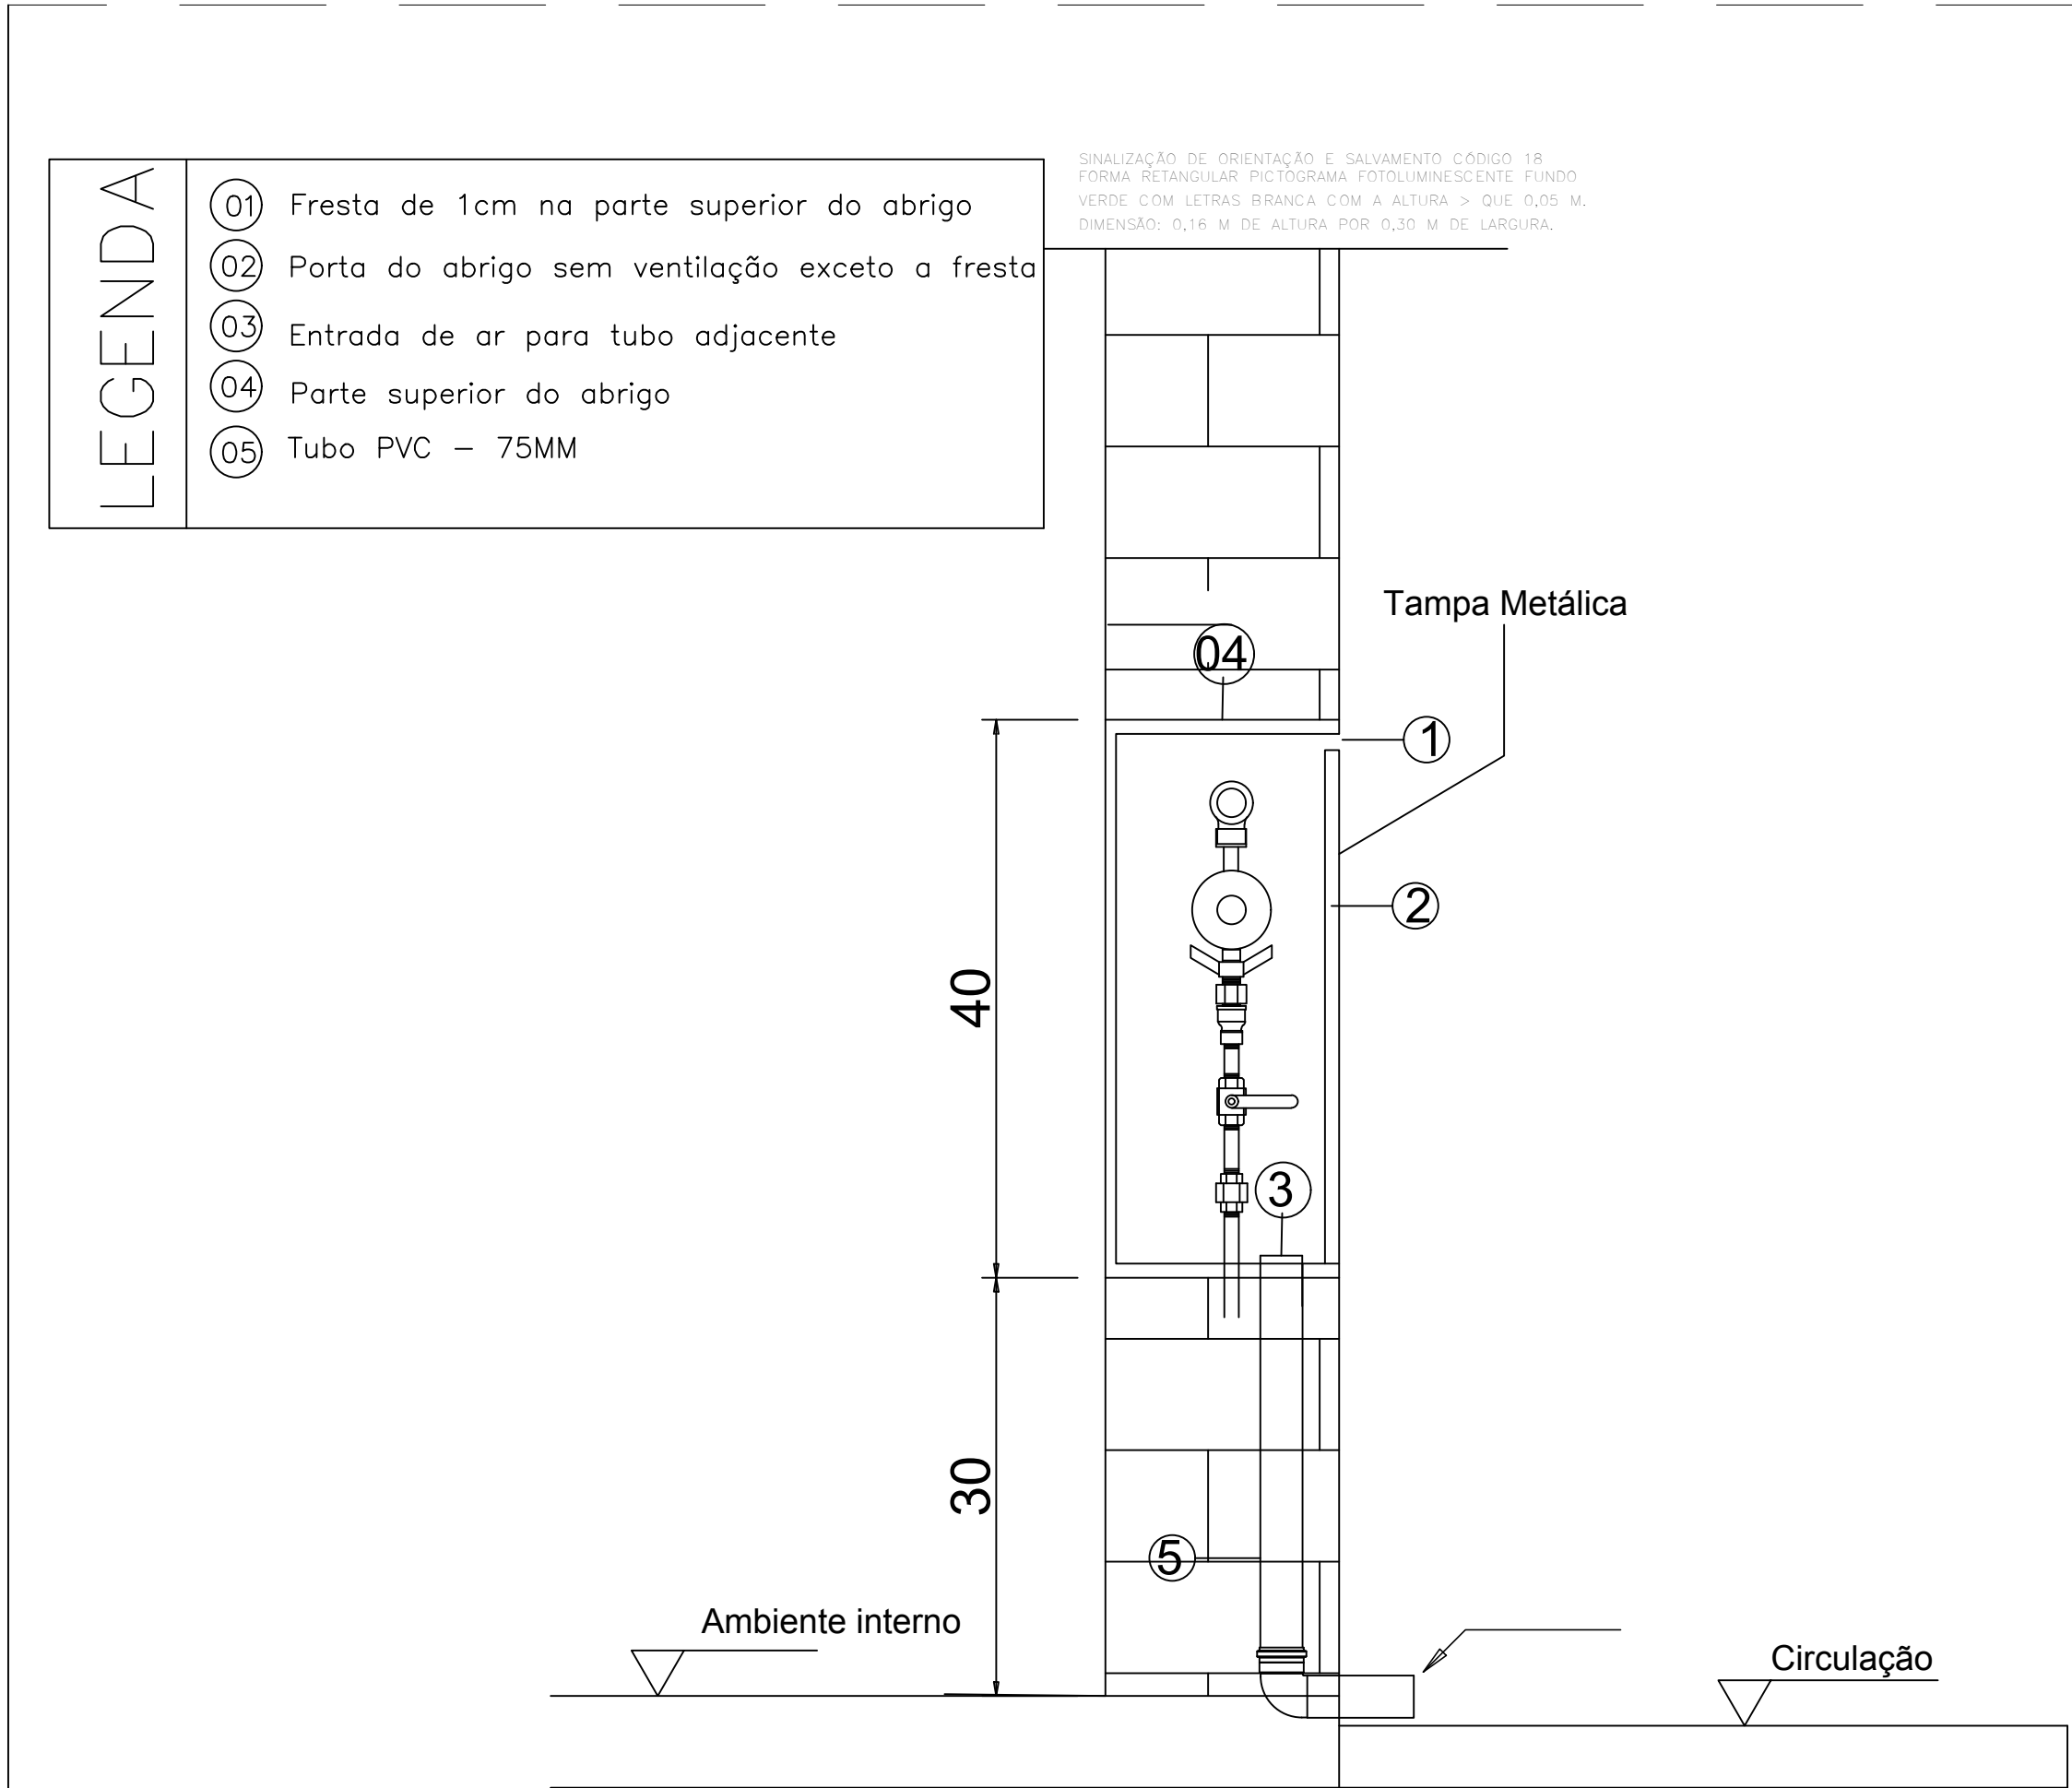 LEGENDA
01 Fresta de 1cm na parte superior do abrigo
02 Porta do abrigo sem ventilação exceto a fresta
03 Entrada de ar para tubo adjacente
04 Parte superior do abrigo
05 Tubo PVC – 75MM
SINALIZAÇÃO DE ORIENTAÇÃO E SALVAMENTO CÓDIGO 18
FORMA RETANGULAR PICTOGRAMA FOTOLUMINESCENTE FUNDO
VERDE COM LETRAS BRANCA COM A ALTURA > QUE 0,05 M.
DIMENSÃO: 0,16 M DE ALTURA POR 0,30 M DE LARGURA.
Tampa Metálica
04
1
2
40
3
30
5
Ambiente interno
Circulação